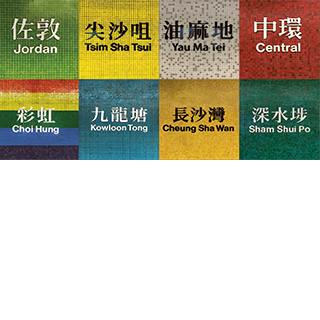 佐敦
Jordan
尖沙咀
Tsim Sha Tsui
油麻地
Yau Ma Tei
中環
Central
彩虹
Choi Hung
九龍塘
Kowloon Tong
長沙灣
Cheung Sha Wan
深水埗
Sham Shui Po